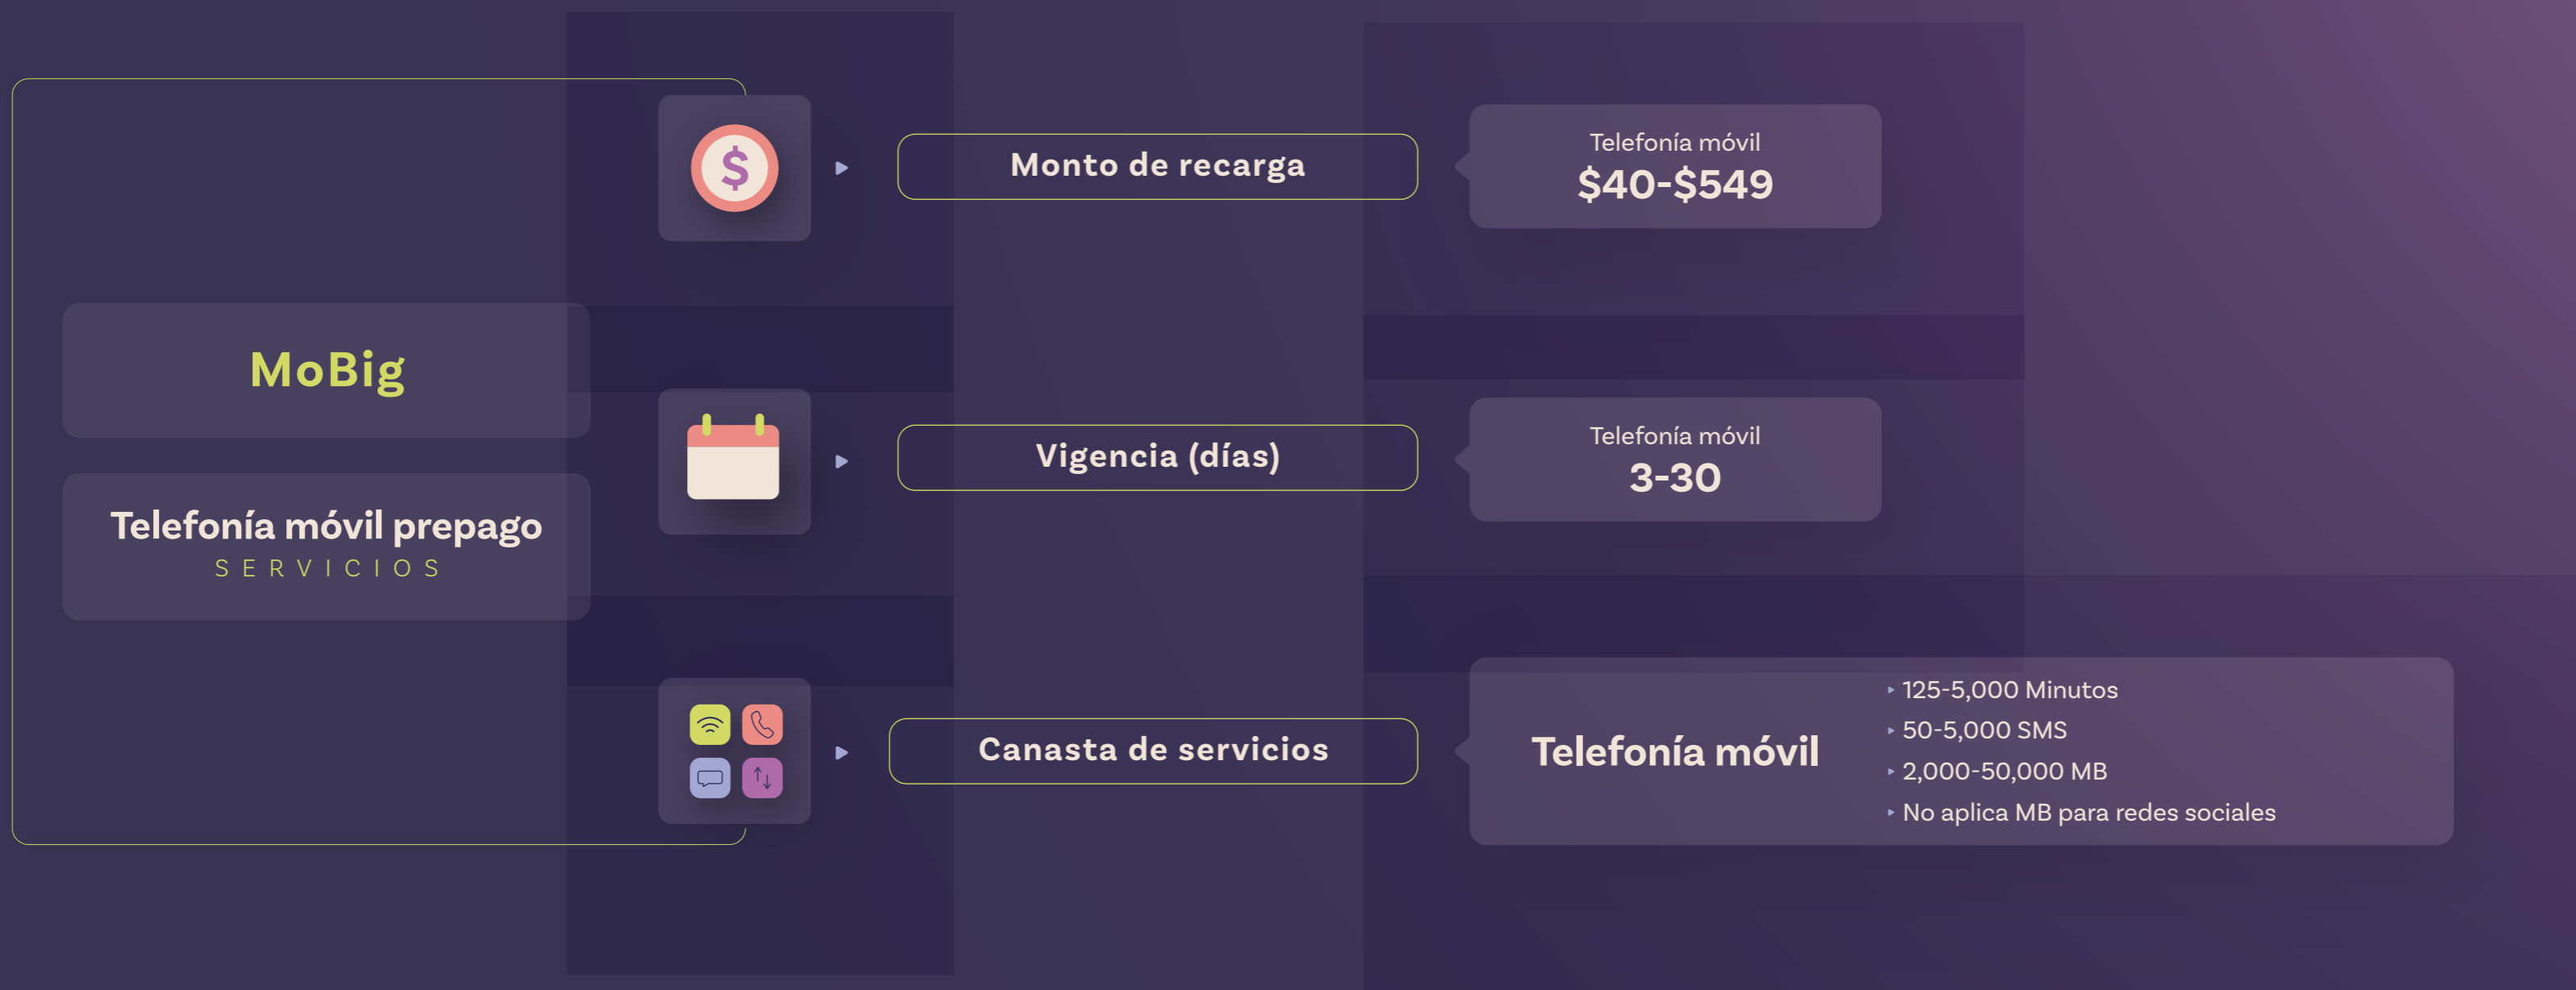 MoBig
Telefonía móvil prepago
SERVICIOS
$
Monto de recarga
Telefonía móvil
$40-$549
Vigencia (días)
Telefonía móvil
3-30
Canasta de servicios
Telefonía móvil
125-5,000 Minutos
50-5,000 SMS
2,000-50,000 MB
No aplica MB para redes sociales